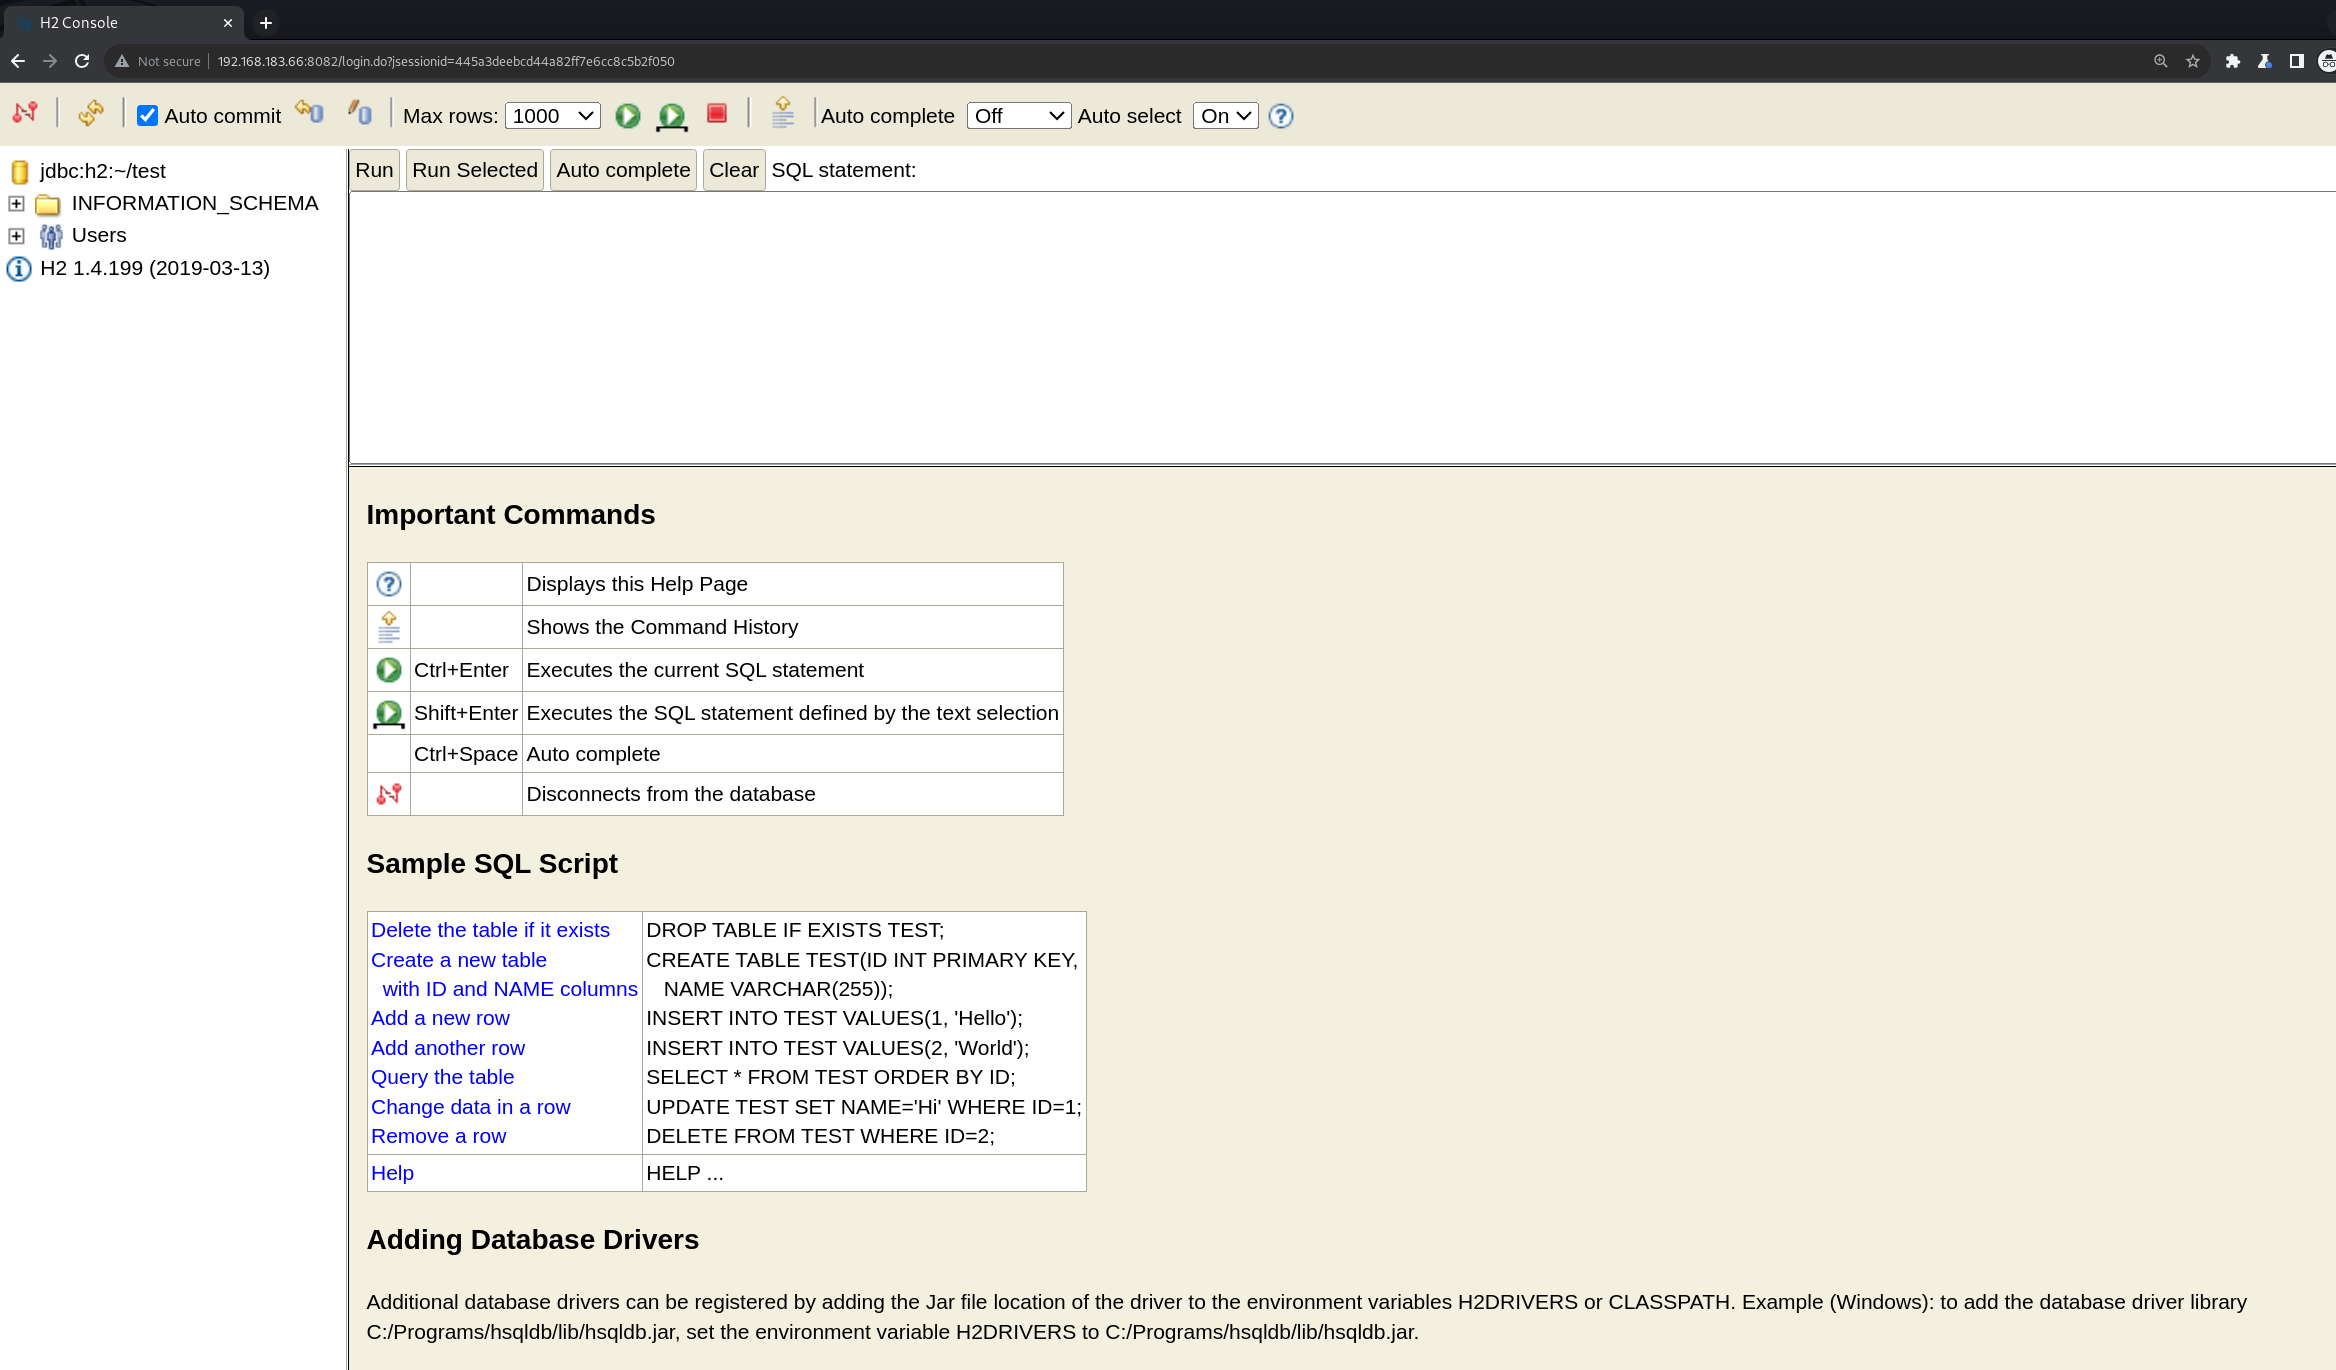 H2 Console
Not secure 192.168.183.66:8082/login.do?jsessionid=445a3deebcd44a82ff7e6cc8c5b2f050
Auto commit Max rows: 1000 Auto complete Off Auto select On
jdbc:h2:~/test
INFORMATION_SCHEMA
Users
H2 1.4.199 (2019-03-13)
Run Run Selected Auto complete Clear SQL statement:
Important Commands
Displays this Help Page
Shows the Command History
Ctrl+Enter Executes the current SQL statement
Shift+Enter Executes the SQL statement defined by the text selection
Ctrl+Space Auto complete
Disconnects from the database
Sample SQL Script
Delete the table if it exists DROP TABLE IF EXISTS TEST;
Create a new table CREATE TABLE TEST(ID INT PRIMARY KEY,
with ID and NAME columns NAME VARCHAR(255));
Add a new row INSERT INTO TEST VALUES(1, 'Hello');
Add another row INSERT INTO TEST VALUES(2, 'World');
Query the table SELECT * FROM TEST ORDER BY ID;
Change data in a row UPDATE TEST SET NAME='Hi' WHERE ID=1;
Remove a row DELETE FROM TEST WHERE ID=2;
Help HELP ...
Adding Database Drivers
Additional database drivers can be registered by adding the Jar file location of the driver to the environment variables H2DRIVERS or CLASSPATH. Example (Windows): to add the database driver library
C:/Programs/hsqldb/lib/hsqldb.jar, set the environment variable H2DRIVERS to C:/Programs/hsqldb/lib/hsqldb.jar.